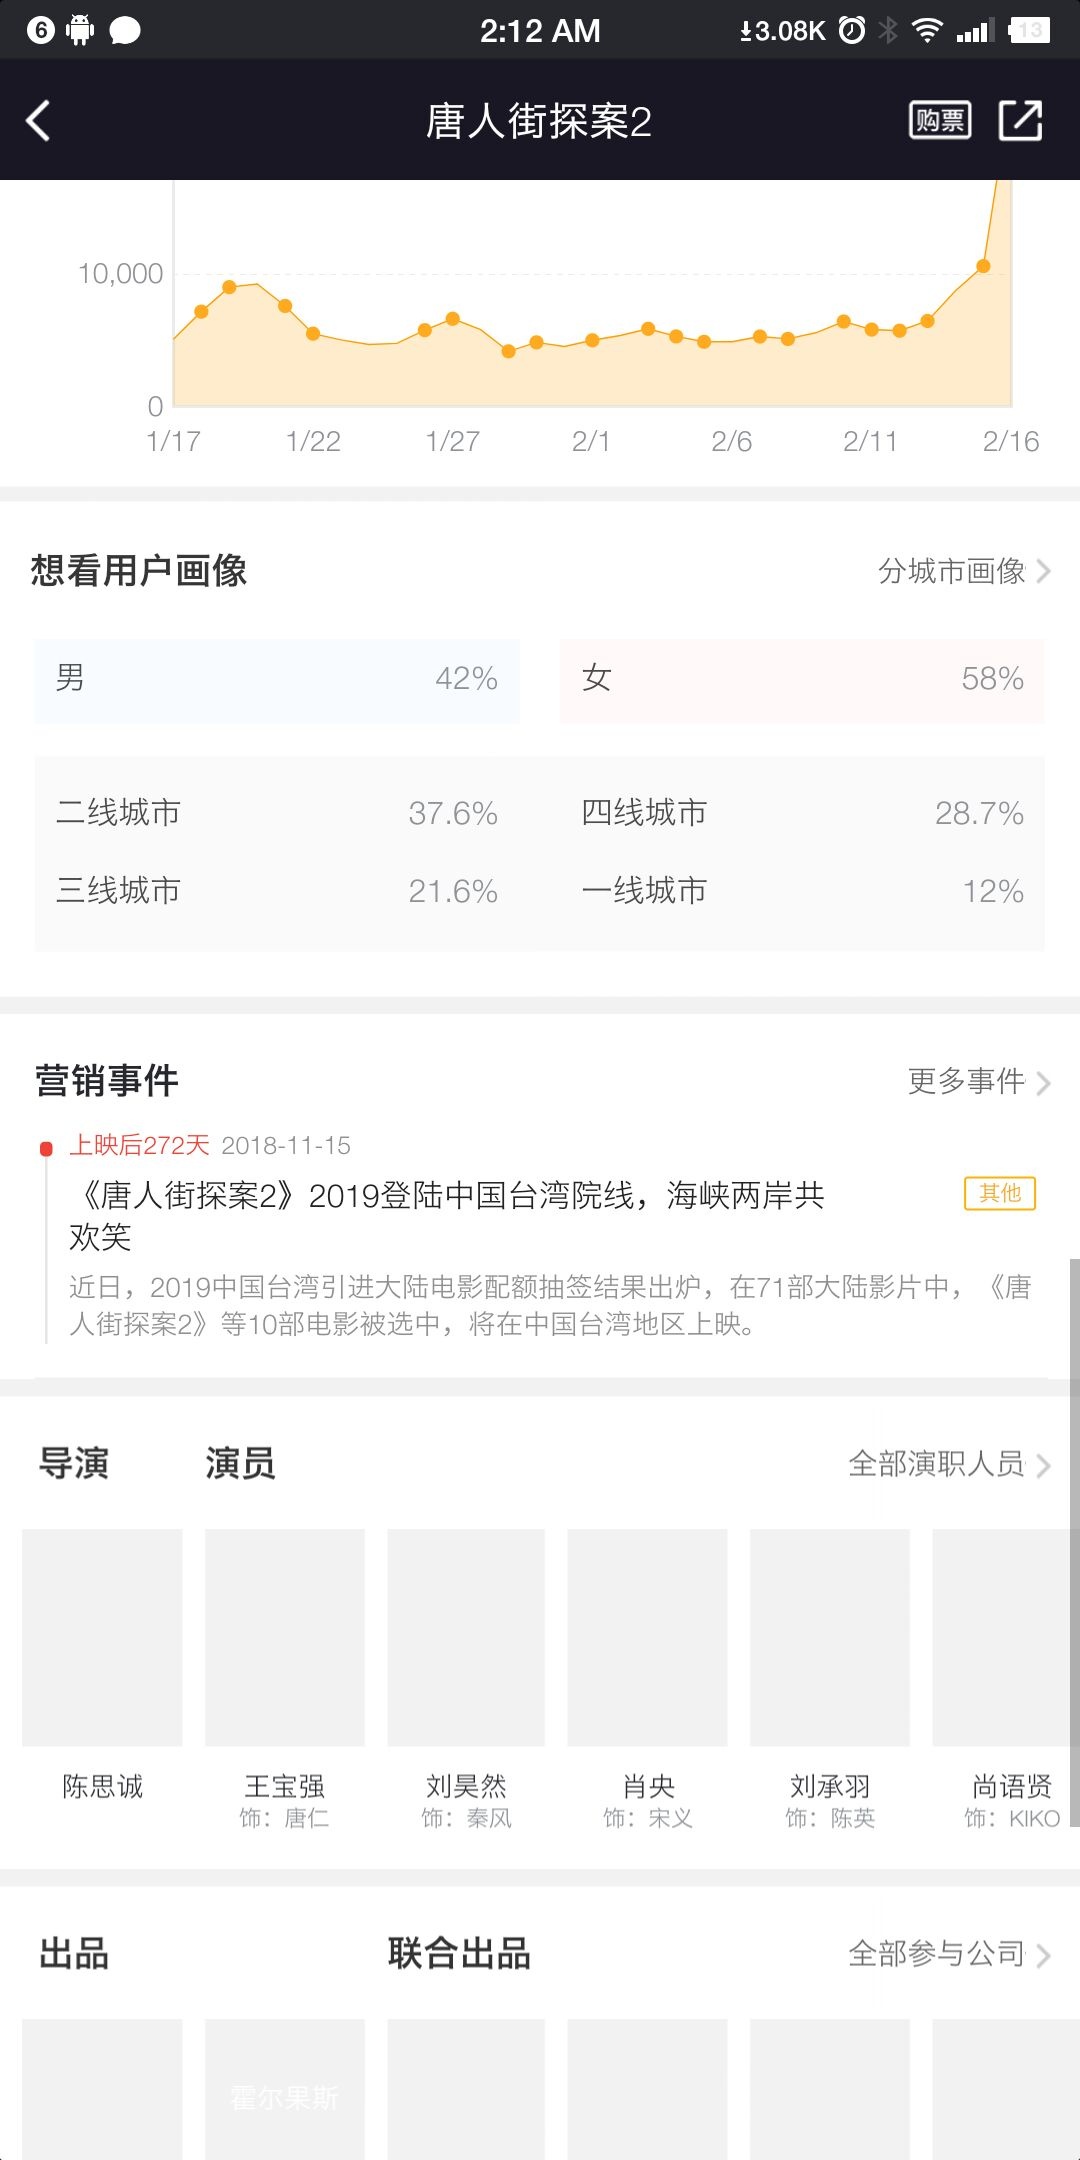 6
2:12 AM
3.08K
13
唐人街探案2
购票
10,000
0
1/17 1/22 1/27 2/1 2/6 2/11 2/16
想看用户画像
分城市画像
男 42% 女 58%
二线城市 37.6% 四线城市 28.7%
三线城市 21.6% 一线城市 12%
营销事件
更多事件
上映后272天 2018-11-15
《唐人街探案2》2019登陆中国台湾院线，海峡两岸共
欢笑
其他
近日，2019中国台湾引进大陆电影配额抽签结果出炉，在71部大陆影片中，《唐
人街探案2》等10部电影被选中，将在中国台湾地区上映。
导演 演员 全部演职人员
陈思诚 王宝强 刘昊然 肖央 刘承羽 尚语贤
饰：唐仁 饰：秦风 饰：宋义 饰：陈英 饰：KIKO
出品 联合出品 全部参与公司
霍尔果斯